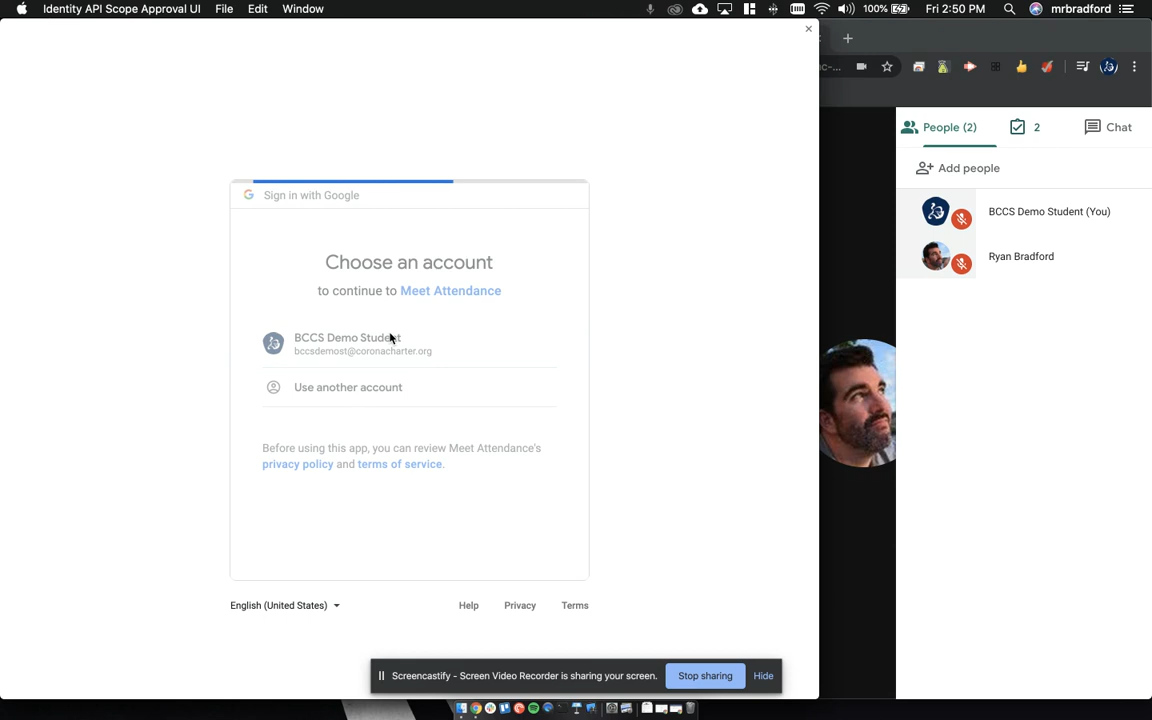 Identity API Scope Approval UI File Edit Window 100% Fri 2:50 PM mrbradford
Sign in with Google
Choose an account
to continue to Meet Attendance
BCCS Demo Student
bccsdemost@coronacharter.org
Use another account
Before using this app, you can review Meet Attendance's
privacy policy and terms of service.
English (United States) Help Privacy Terms
Screencastify - Screen Video Recorder is sharing your screen. Stop sharing Hide
People (2) 2 Chat
Add people
BCCS Demo Student (You)
Ryan Bradford